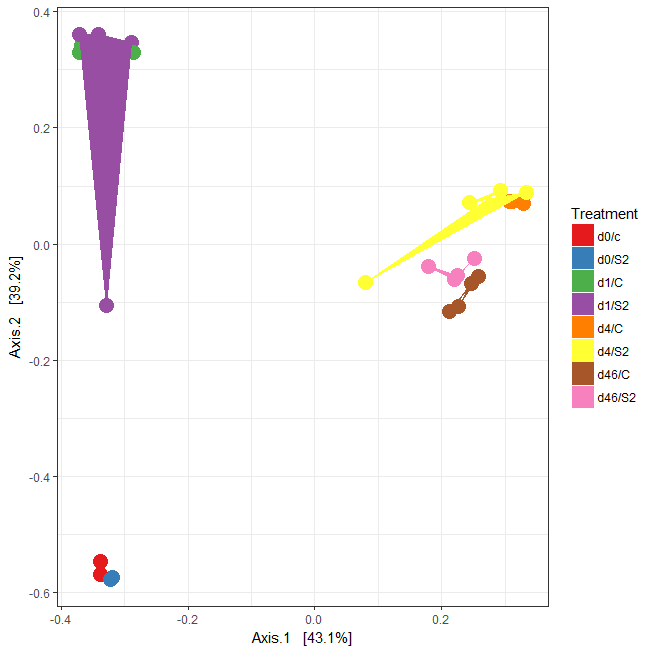 0.4
0.2
0.0
-0.2
-0.4
-0.6
Axis.2 [39.2%]
-0.4
-0.2
0.0
0.2
Axis.1 [43.1%]
Treatment
d0/c
d0/S2
d1/C
d1/S2
d4/C
d4/S2
d46/C
d46/S2